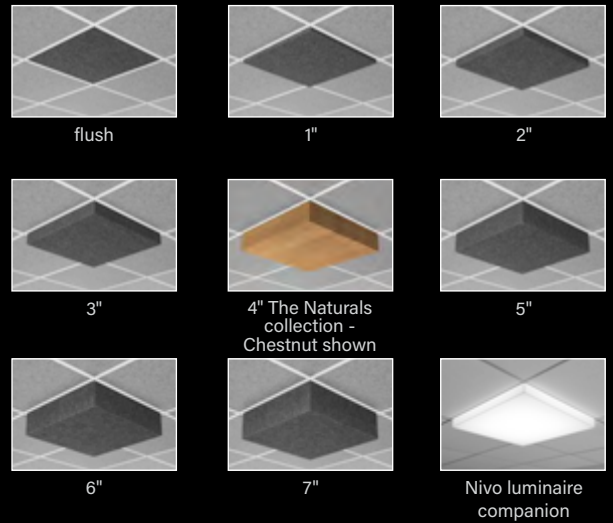 flush
1"
2"
3"
4" The Naturals
collection -
Chestnut shown
5"
6"
7"
Nivo luminaire
companion